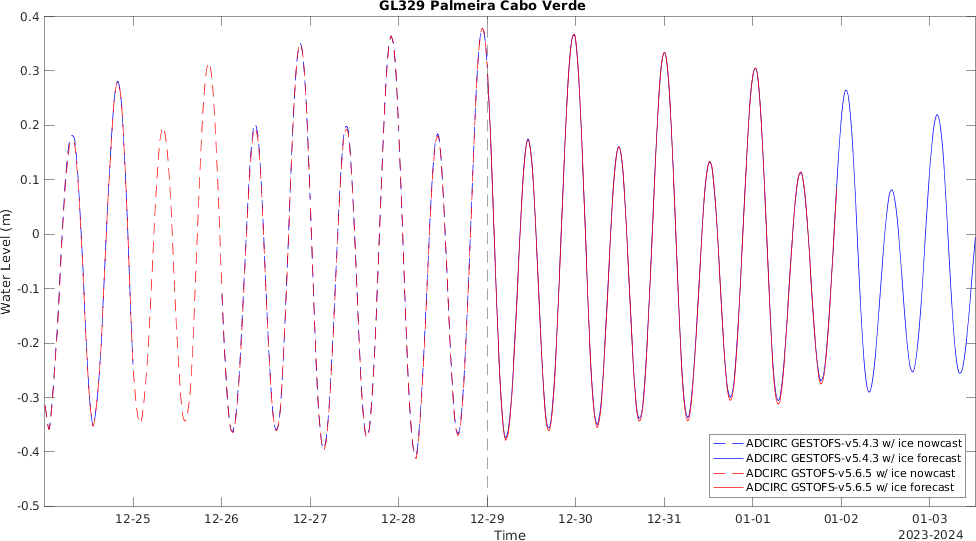 GL329 Palmeira Cabo Verde
0.4
0.3
0.2
0.1
0
-0.1
-0.2
-0.3
-0.4
-0.5
Water Level (m)
ADCIRC GESTOFS-v5.4.3 w/ ice nowcast
ADCIRC GESTOFS-v5.4.3 w/ ice forecast
ADCIRC GSTOFS-v5.6.5 w/ ice nowcast
ADCIRC GSTOFS-v5.6.5 w/ ice forecast
12-25 12-26 12-27 12-28 12-29 12-30 12-31 01-01 01-02 01-03
Time
2023-2024